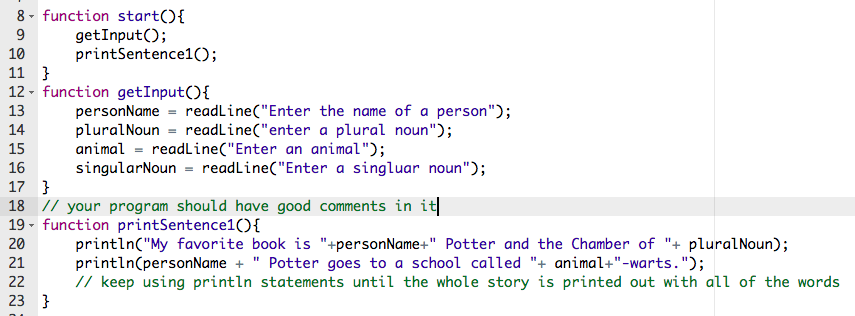 8 function start(){
9 getInput();
10 printSentence1();
11 }
12 function getInput(){
13 personName = readLine("Enter the name of a person");
14 pluralNoun = readLine("enter a plural noun");
15 animal = readLine("Enter an animal");
16 singularNoun = readLine("Enter a singluar noun");
17 }
18 // your program should have good comments in it
19 function printSentence1(){
20 println("My favorite book is "+personName+" Potter and the Chamber of "+ pluralNoun);
21 println(personName + " Potter goes to a school called "+ animal+"-warts.");
22 // keep using println statements until the whole story is printed out with all of the words
23 }